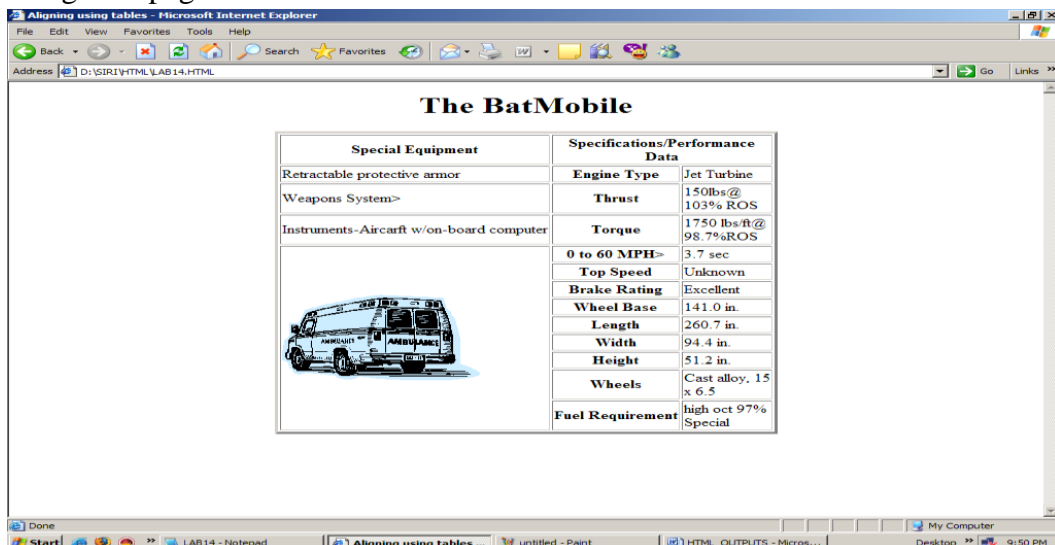 Aligning using tables - Microsoft Internet Explorer
File Edit View Favorites Tools Help
Back Search Favorites
Address D:\SIRI\HTML\LAB14.HTML Go Links »
The BatMobile
Special Equipment
Specifications/Performance
Data
Retractable protective armor
Engine Type
Jet Turbine
Weapons System>
Thrust
150lbs@
103% ROS
Instruments-Aircarft w/on-board computer
Torque
1750 lbs/ft@
98.7%ROS
AMBULANCE
AMBULANCE
0 to 60 MPH>
3.7 sec
Top Speed
Unknown
Brake Rating
Excellent
Wheel Base
141.0 in.
Length
260.7 in.
Width
94.4 in.
Height
51.2 in.
Wheels
Cast alloy, 15
x 6.5
Fuel Requirement
high oct 97%
Special
Done My Computer
Start » LAB14 - Notepad Aligning using tables ... untitled - Paint HTML OUTPUTS - Micros... Desktop » 9:50 PM